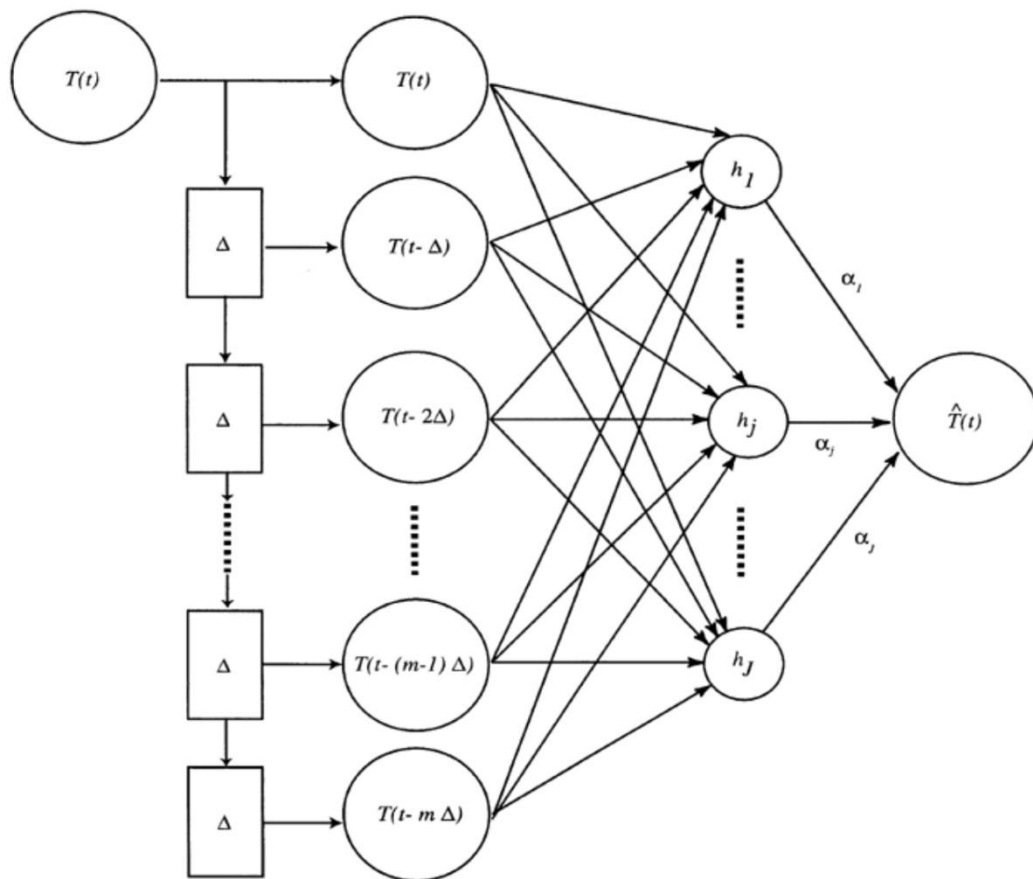 T(t)
T(t)
h1
Δ
T(t- Δ)
α1
Δ
T(t- 2Δ)
hj
αj
T̂(t)
αJ
Δ
T(t- (m-1) Δ)
hJ
Δ
T(t- m Δ)